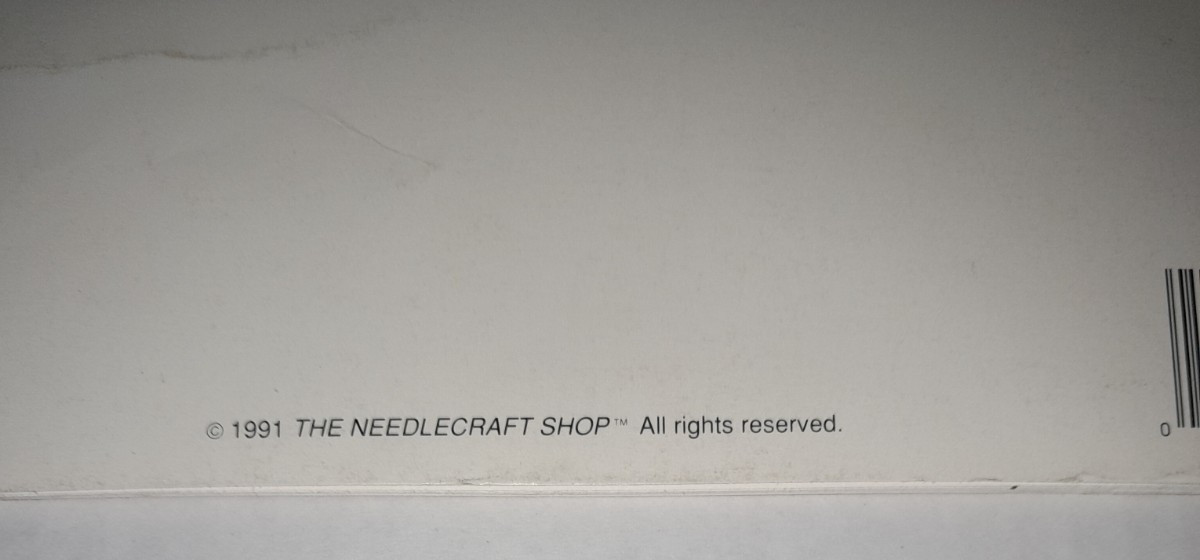 © 1991 THE NEEDLECRAFT SHOP™ All rights reserved.
0